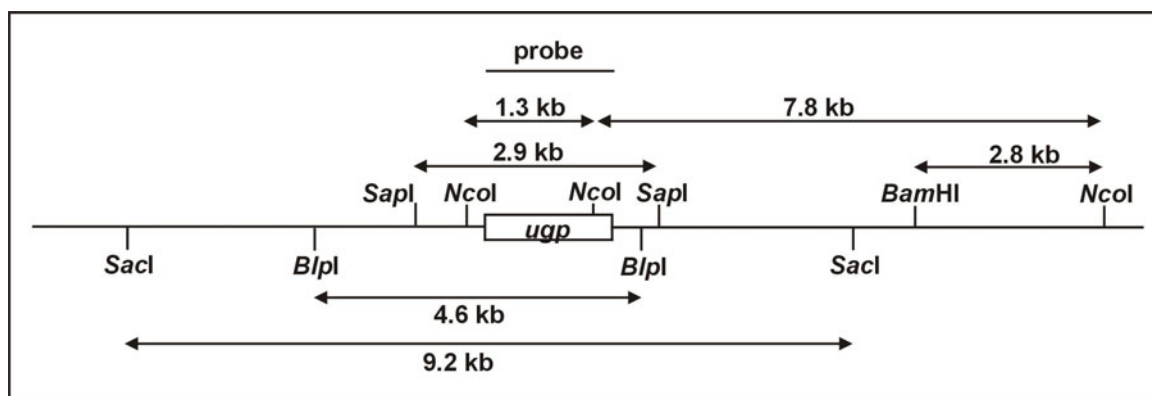 probe
1.3 kb 7.8 kb
2.9 kb 2.8 kb
SapI NcoI NcoI SapI BamHI NcoI
ugp
SacI BlpI BlpI SacI
4.6 kb
9.2 kb